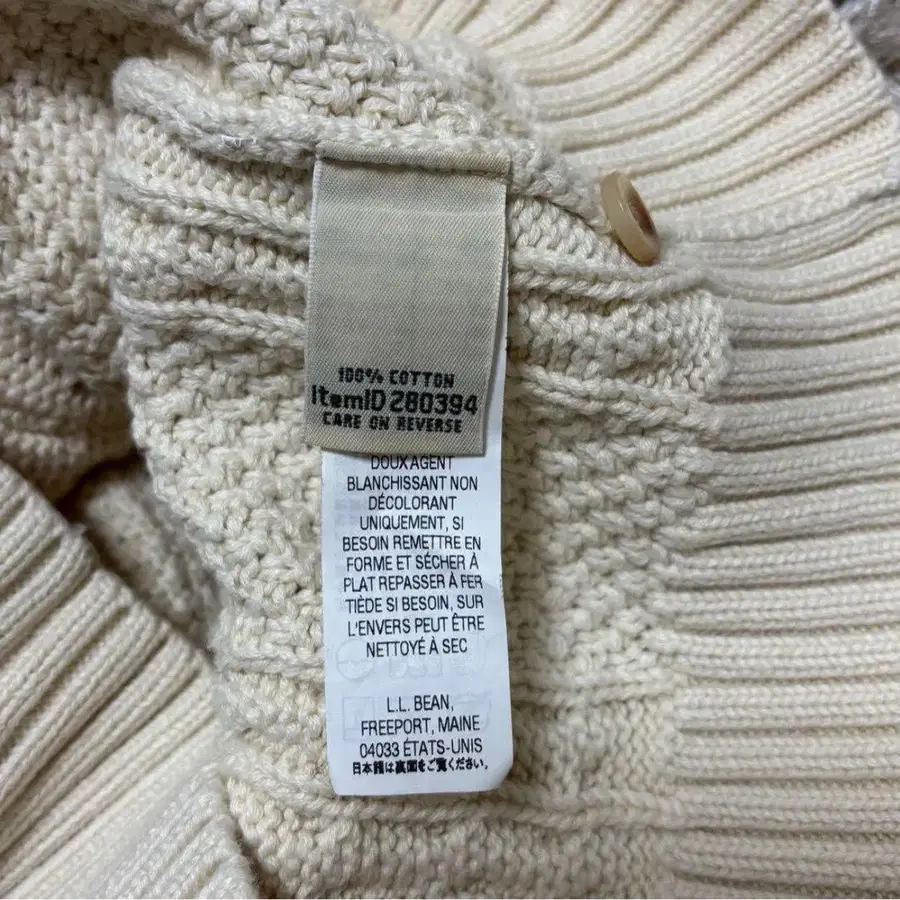 100% COTTON
ItemID 280394
CARE ON REVERSE
DOUX AGENT
BLANCHISSANT NON
DÉCOLORANT
UNIQUEMENT, SI
BESOIN REMETTRE EN
FORME ET SÉCHER À
PLAT REPASSER À FER
TIÈDE SI BESOIN, SUR
L'ENVERS PEUT ÊTRE
NETTOYÉ À SEC
L.L. BEAN,
FREEPORT, MAINE
04033 ÉTATS-UNIS
日本語は裏面をご覧ください。